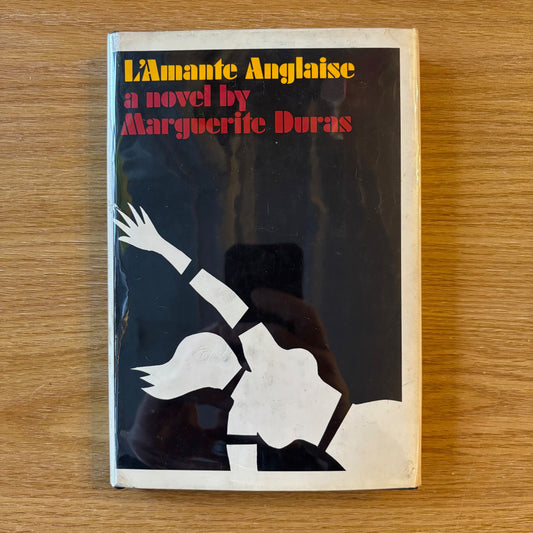 L'Amante Anglaise
a novel by
Marguerite Duras